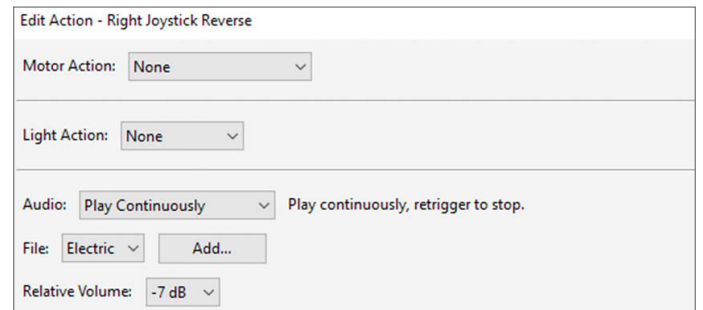 Edit Action - Right Joystick Reverse
Motor Action: None
Light Action: None
Audio: Play Continuously Play continuously, retrigger to stop.
File: Electric Add...
Relative Volume: -7 dB